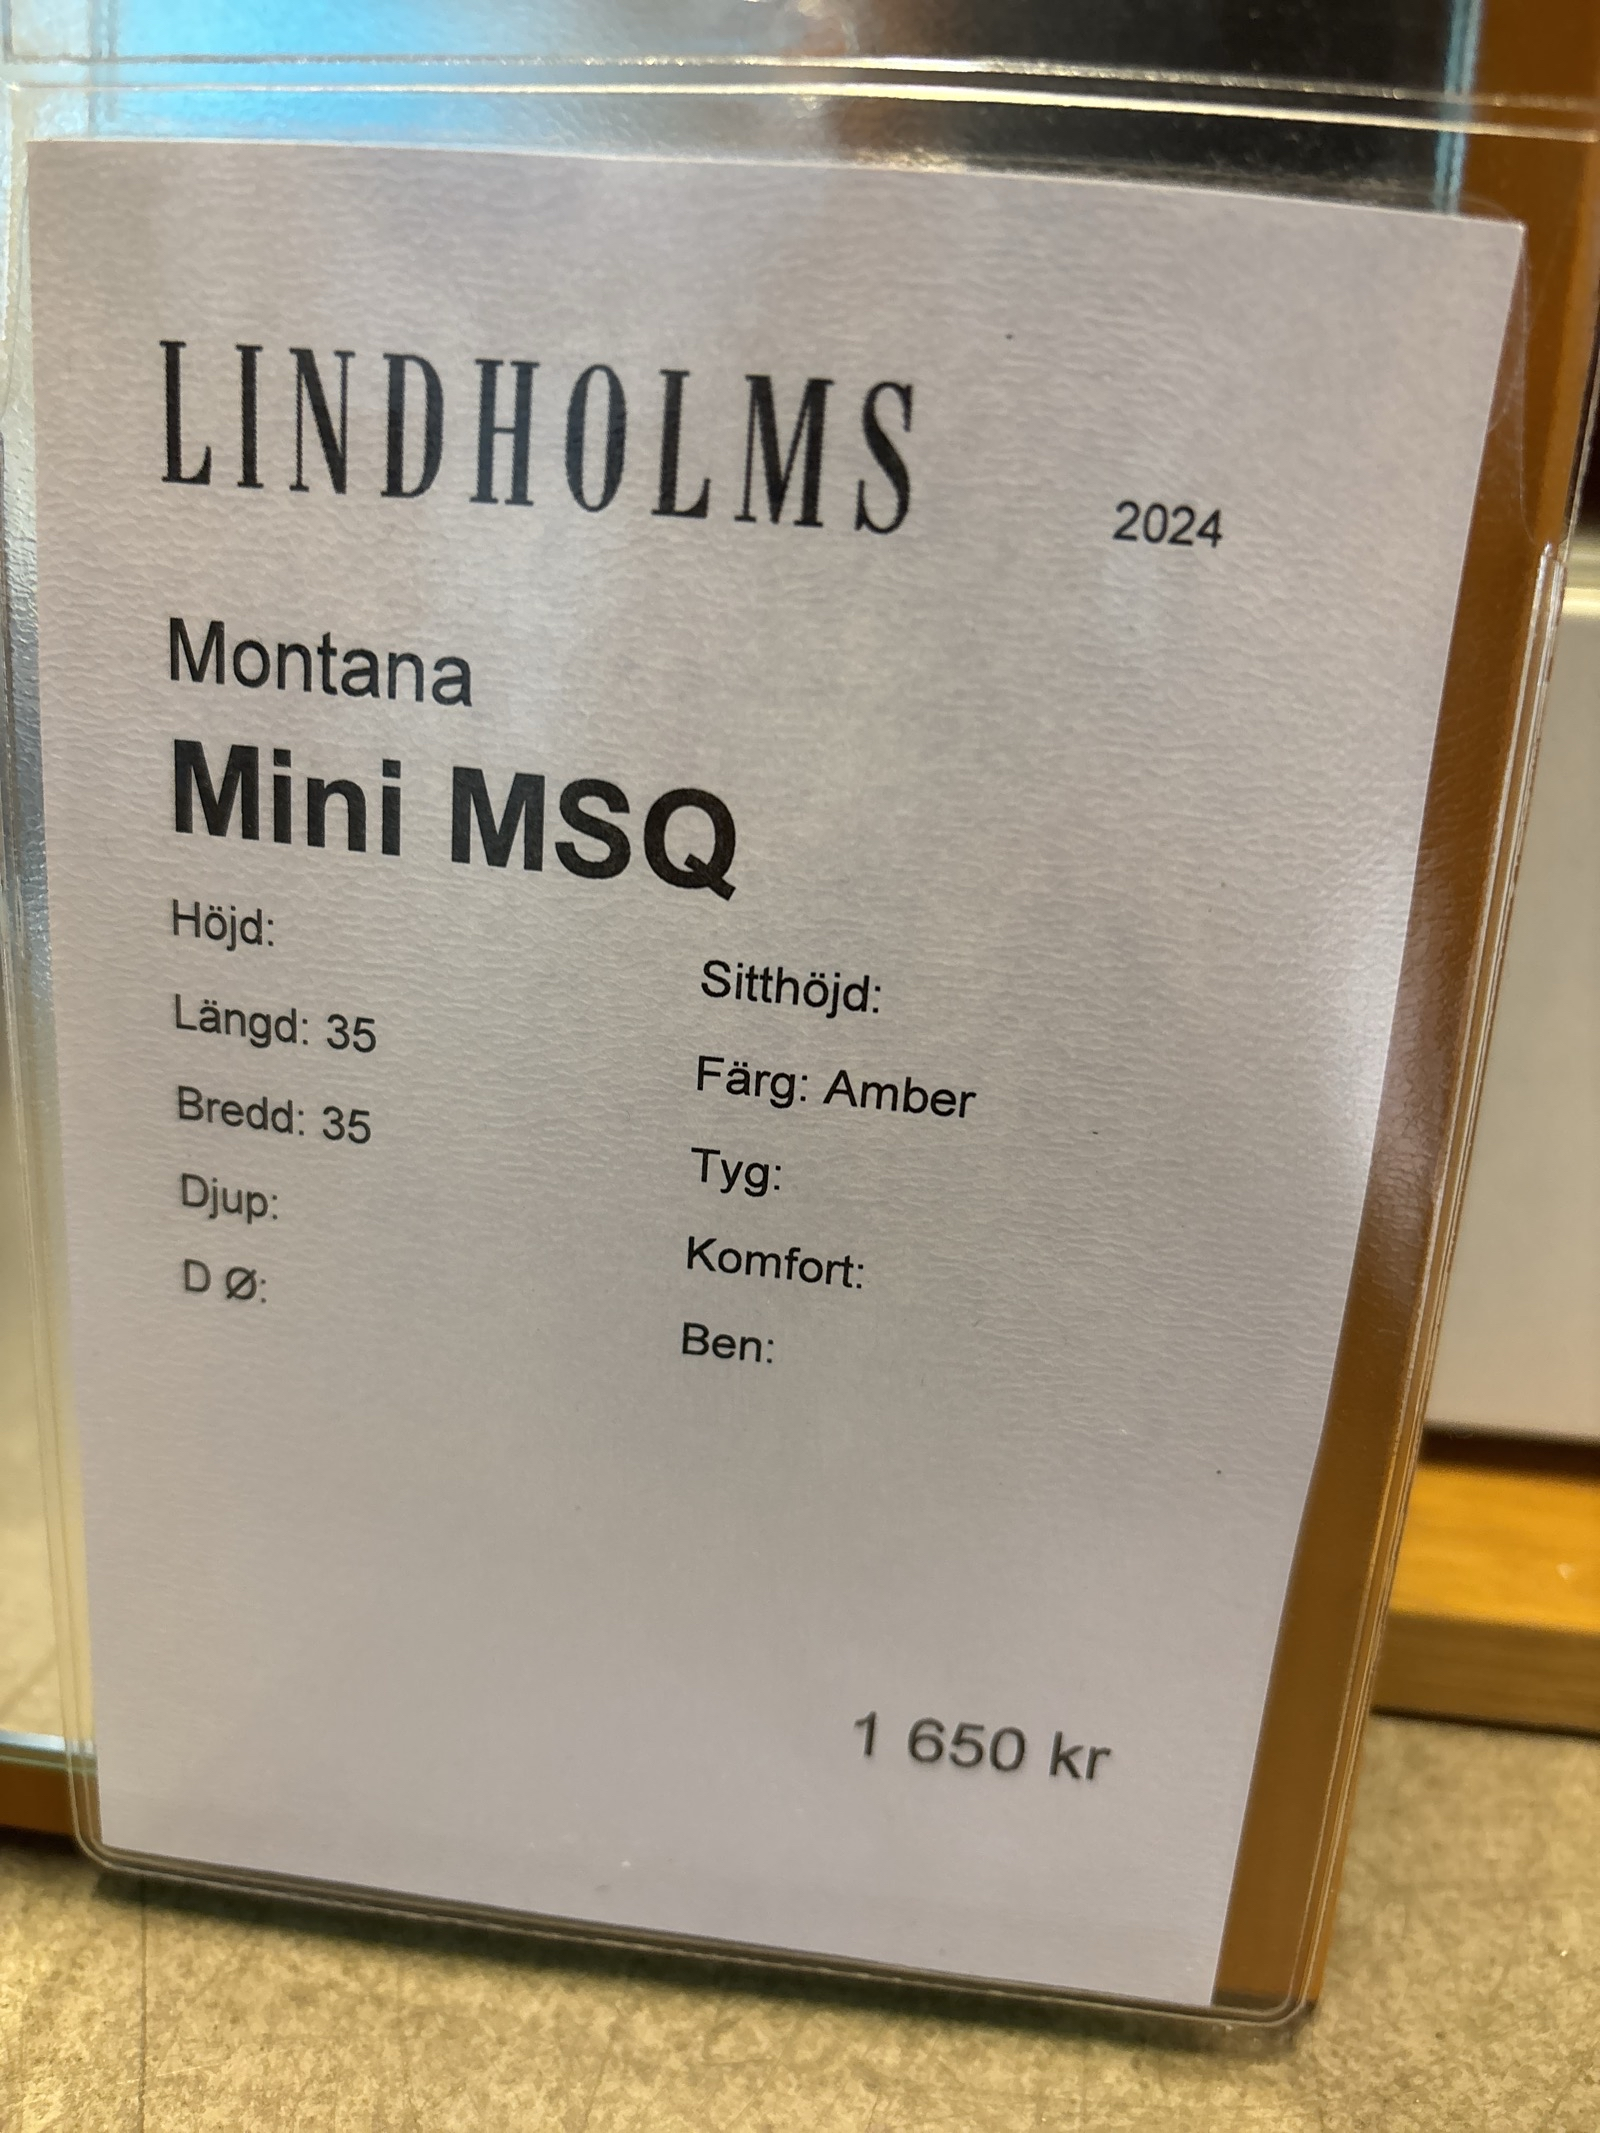 LINDHOLMS
2024
Montana
Mini MSQ
Höjd:
Längd: 35
Bredd: 35
Djup:
D Ø:
Sitthöjd:
Färg: Amber
Tyg:
Komfort:
Ben:
1 650 kr